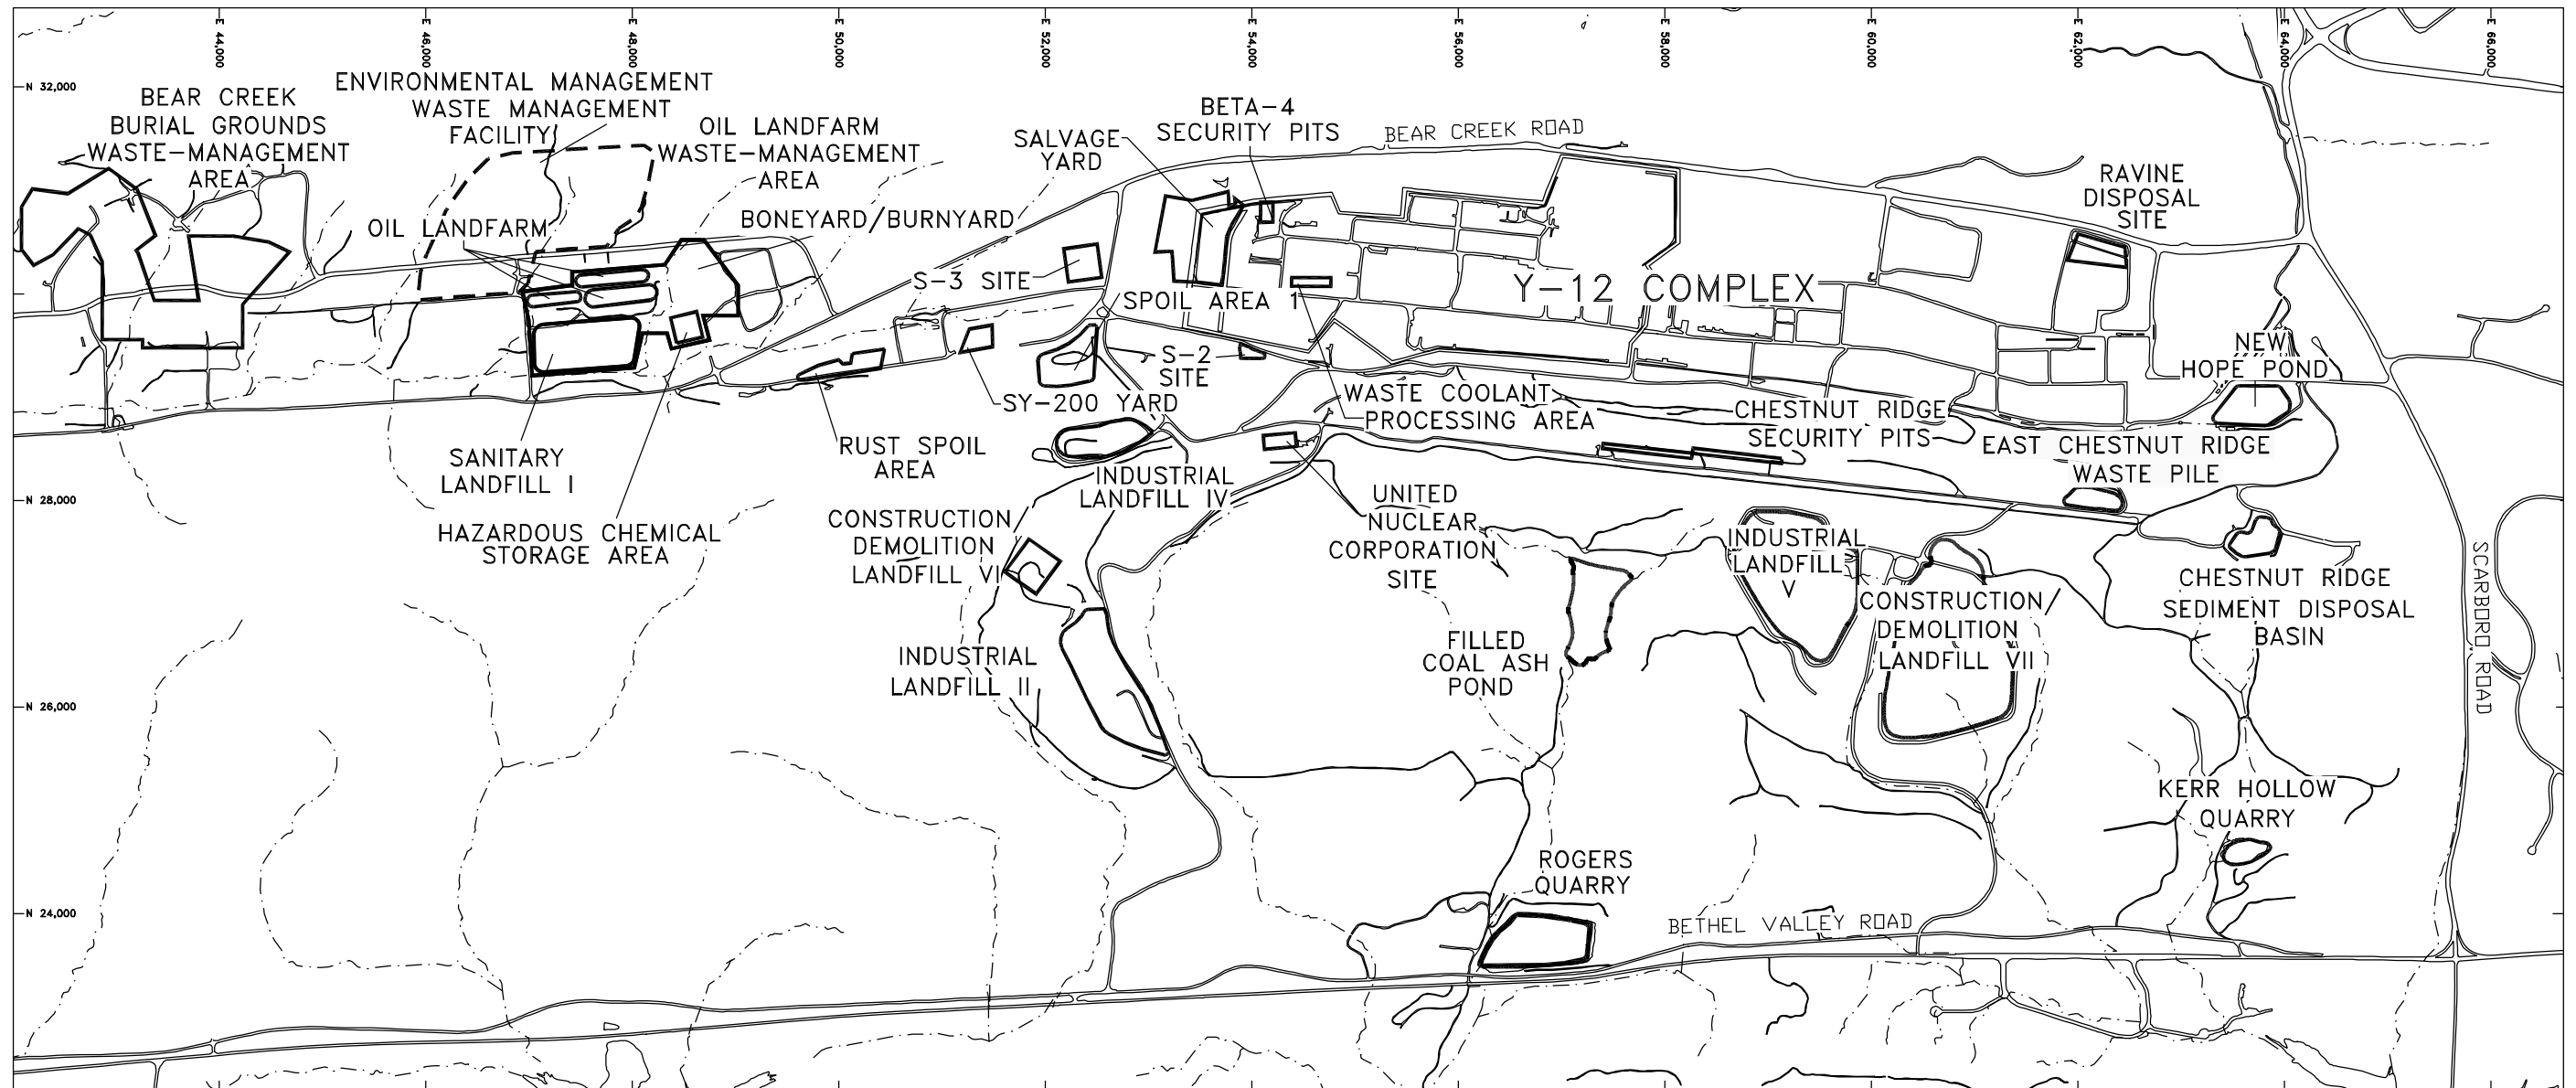 E 44,000
E 46,000
E 48,000
E 50,000
E 52,000
E 54,000
E 56,000
E 58,000
E 60,000
E 62,000
E 64,000
E 66,000
N 32,000
N 28,000
N 26,000
N 24,000
BEAR CREEK
BURIAL GROUNDS
WASTE-MANAGEMENT
AREA
ENVIRONMENTAL MANAGEMENT
WASTE MANAGEMENT
FACILITY
OIL LANDFARM
WASTE-MANAGEMENT
AREA
OIL LANDFARM
BONEYARD/BURNYARD
SALVAGE
YARD
BETA-4
SECURITY PITS
BEAR CREEK ROAD
RAVINE
DISPOSAL
SITE
S-3 SITE
SPOIL AREA 1
Y-12 COMPLEX
S-2
SITE
SY-200 YARD
WASTE COOLANT
PROCESSING AREA
CHESTNUT RIDGE
SECURITY PITS
NEW
HOPE POND
EAST CHESTNUT RIDGE
WASTE PILE
RUST SPOIL
AREA
SANITARY
LANDFILL I
HAZARDOUS CHEMICAL
STORAGE AREA
INDUSTRIAL
LANDFILL IV
CONSTRUCTION
DEMOLITION
LANDFILL VI
UNITED
NUCLEAR
CORPORATION
SITE
INDUSTRIAL
LANDFILL
V
CHESTNUT RIDGE
SEDIMENT DISPOSAL
BASIN
CONSTRUCTION/
DEMOLITION
LANDFILL VII
INDUSTRIAL
LANDFILL II
FILLED
COAL ASH
POND
SCARBORO ROAD
KERR HOLLOW
QUARRY
ROGERS
QUARRY
BETHEL VALLEY ROAD